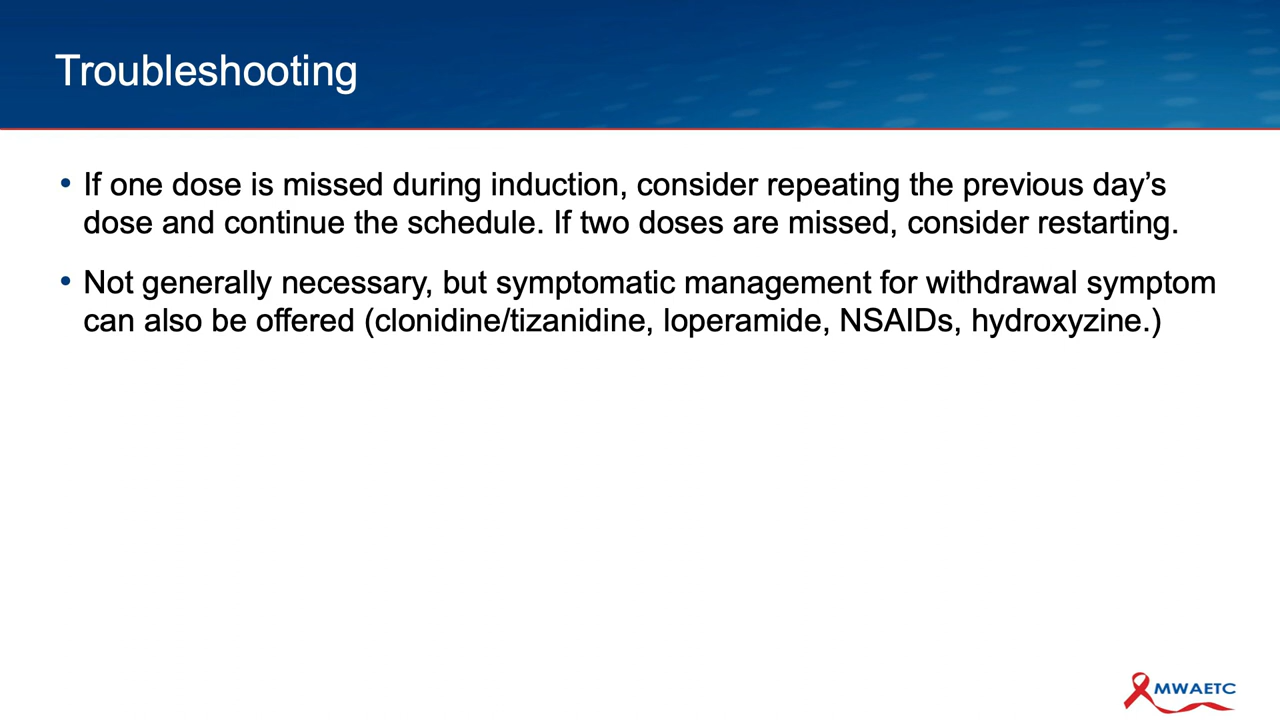 Troubleshooting
• If one dose is missed during induction, consider repeating the previous day’s
dose and continue the schedule. If two doses are missed, consider restarting.
• Not generally necessary, but symptomatic management for withdrawal symptom
can also be offered (clonidine/tizanidine, loperamide, NSAIDs, hydroxyzine.)
MWAETC